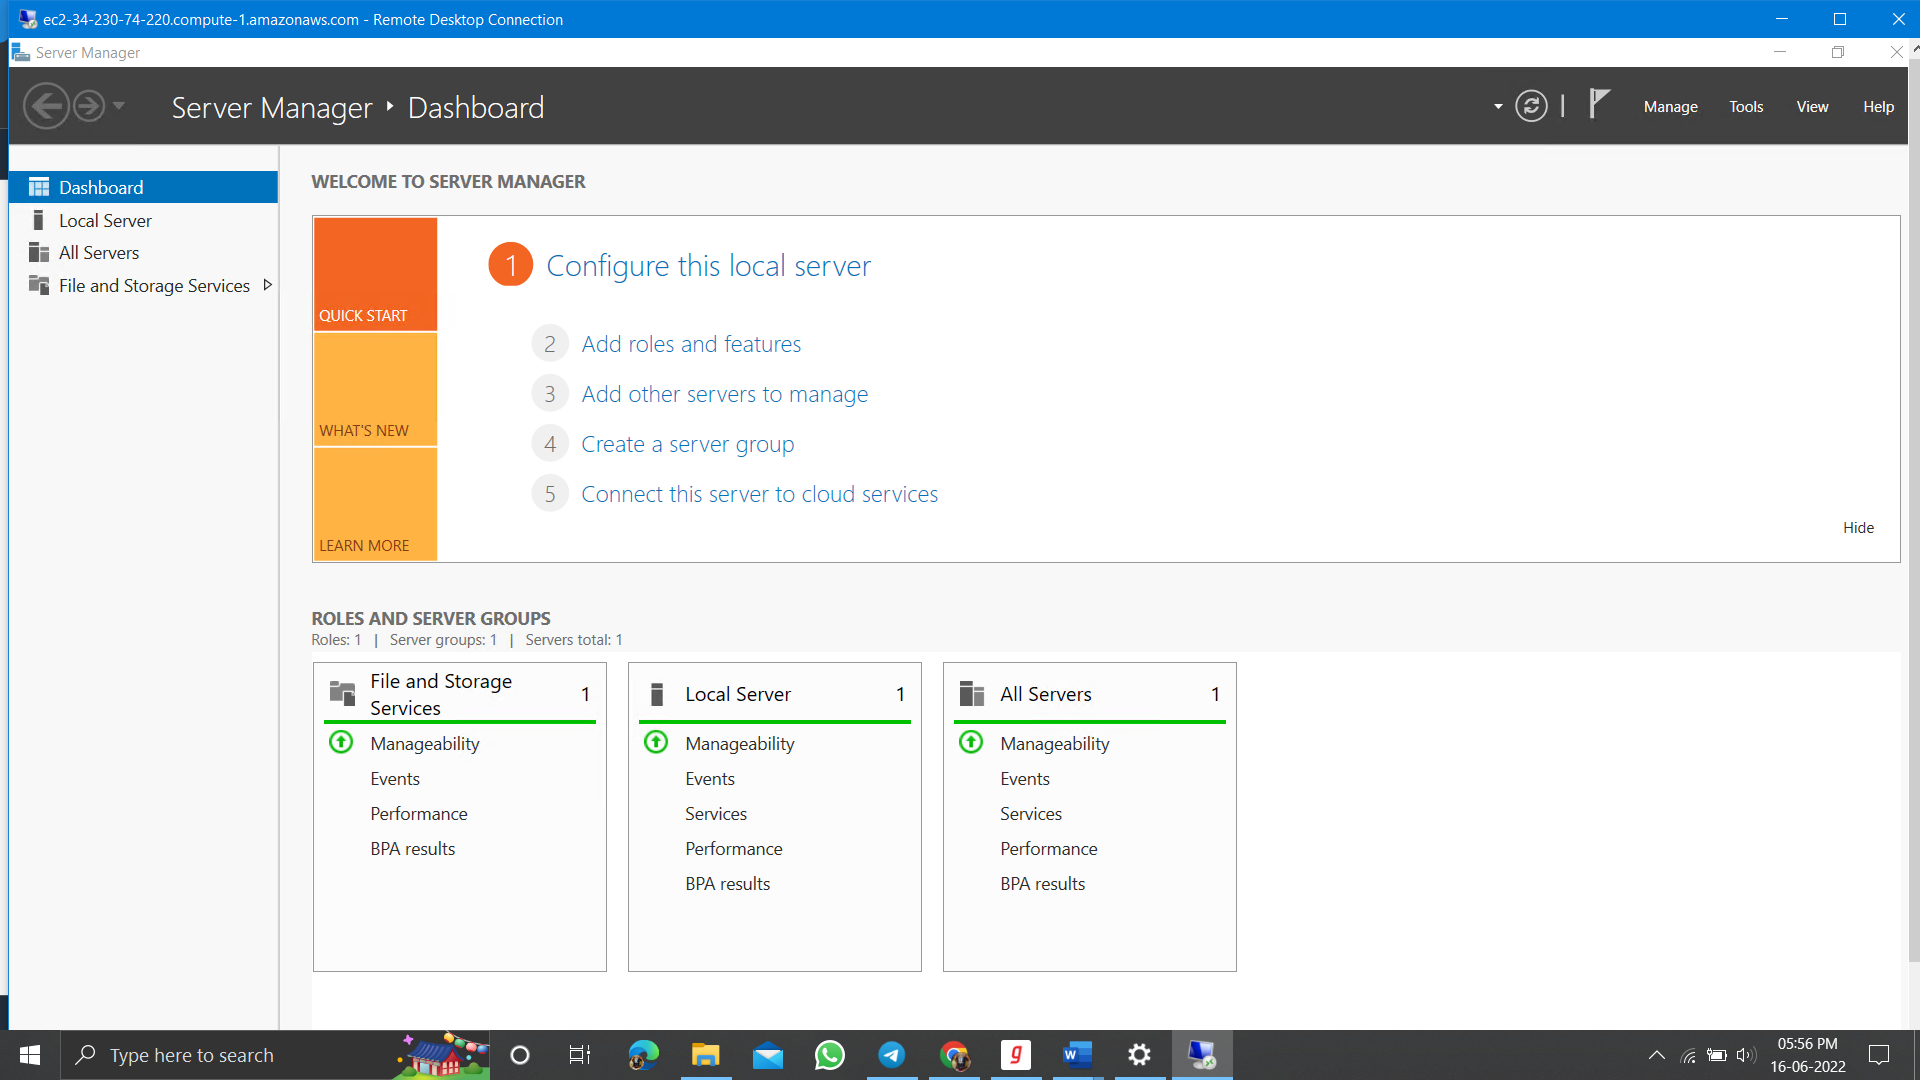 ec2-34-230-74-220.compute-1.amazonaws.com - Remote Desktop Connection
Server Manager
Server Manager ‣ Dashboard
Manage Tools View Help
Dashboard
Local Server
All Servers
File and Storage Services
WELCOME TO SERVER MANAGER
QUICK START
WHAT'S NEW
LEARN MORE
1 Configure this local server
2 Add roles and features
3 Add other servers to manage
4 Create a server group
5 Connect this server to cloud services
Hide
ROLES AND SERVER GROUPS
Roles: 1 | Server groups: 1 | Servers total: 1
File and Storage Services 1
Manageability
Events
Performance
BPA results
Local Server 1
Manageability
Events
Services
Performance
BPA results
All Servers 1
Manageability
Events
Services
Performance
BPA results
Type here to search
g
W
05:56 PM
16-06-2022